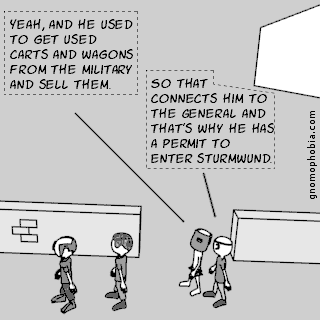 YEAH, AND HE USED
TO GET USED
CARTS AND WAGONS
FROM THE MILITARY
AND SELL THEM.
SO THAT
CONNECTS HIM TO
THE GENERAL AND
THAT'S WHY HE HAS
A PERMIT TO
ENTER STURMWUND.
gnomophobia.com